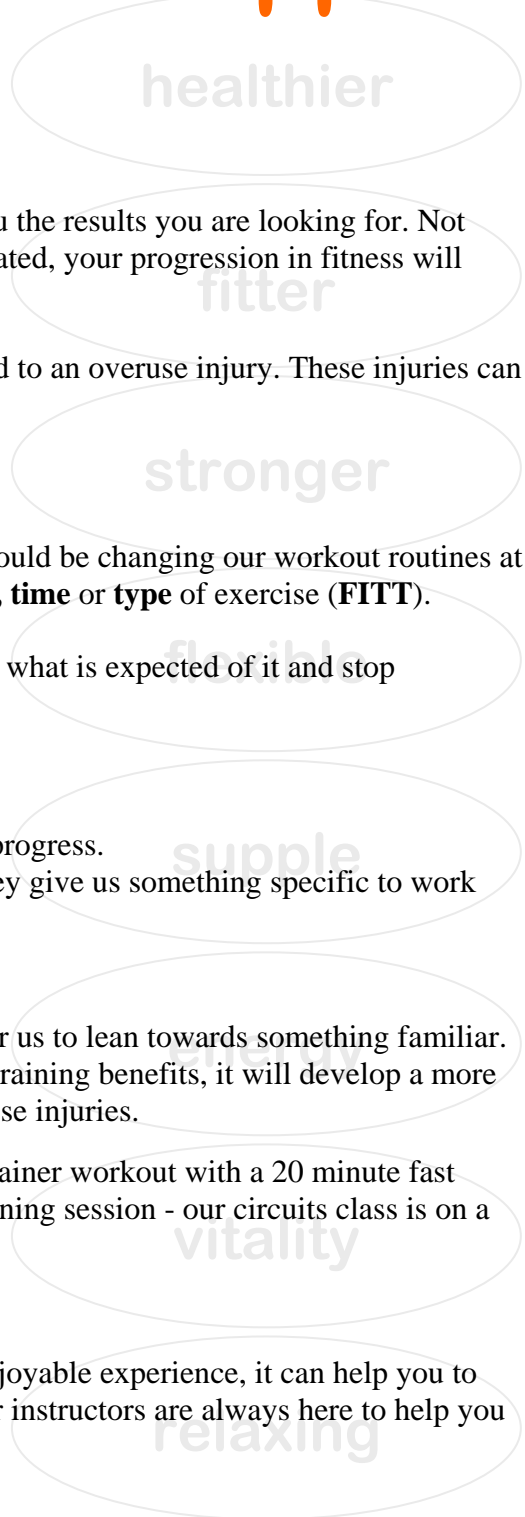 healthier
u the results you are looking for. Not
ated, your progression in fitness will
fitter
d to an overuse injury. These injuries can
stronger
ould be changing our workout routines at
, time or type of exercise (FITT).
what is expected of it and stop
flexible
progress.
supple
ey give us something specific to work
r us to lean towards something familiar.
energy
raining benefits, it will develop a more
se injuries.
ainer workout with a 20 minute fast
ning session - our circuits class is on a
vitality
joyable experience, it can help you to
r instructors are always here to help you
relaxing